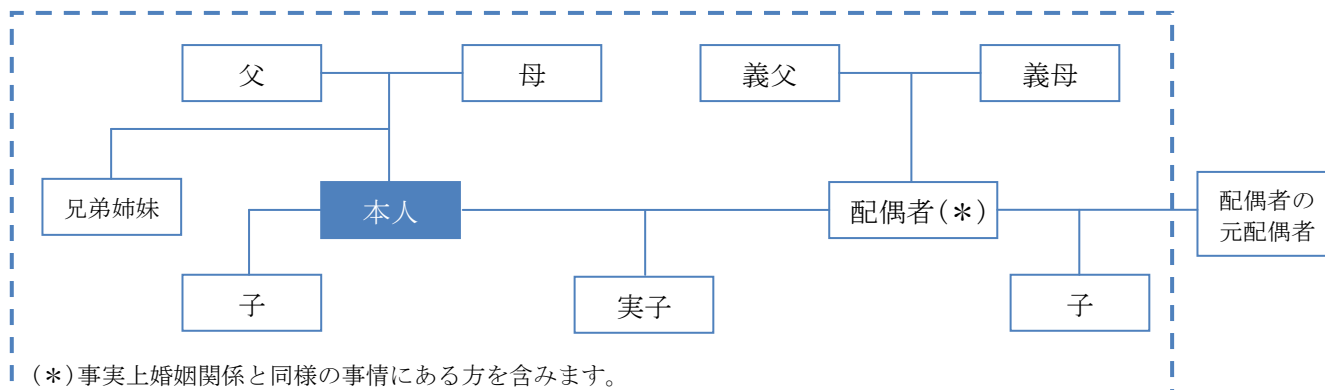 父
母
義父
義母
兄弟姉妹
本人
配偶者(＊)
配偶者の
元配偶者
子
実子
子
(＊)事実上婚姻関係と同様の事情にある方を含みます。